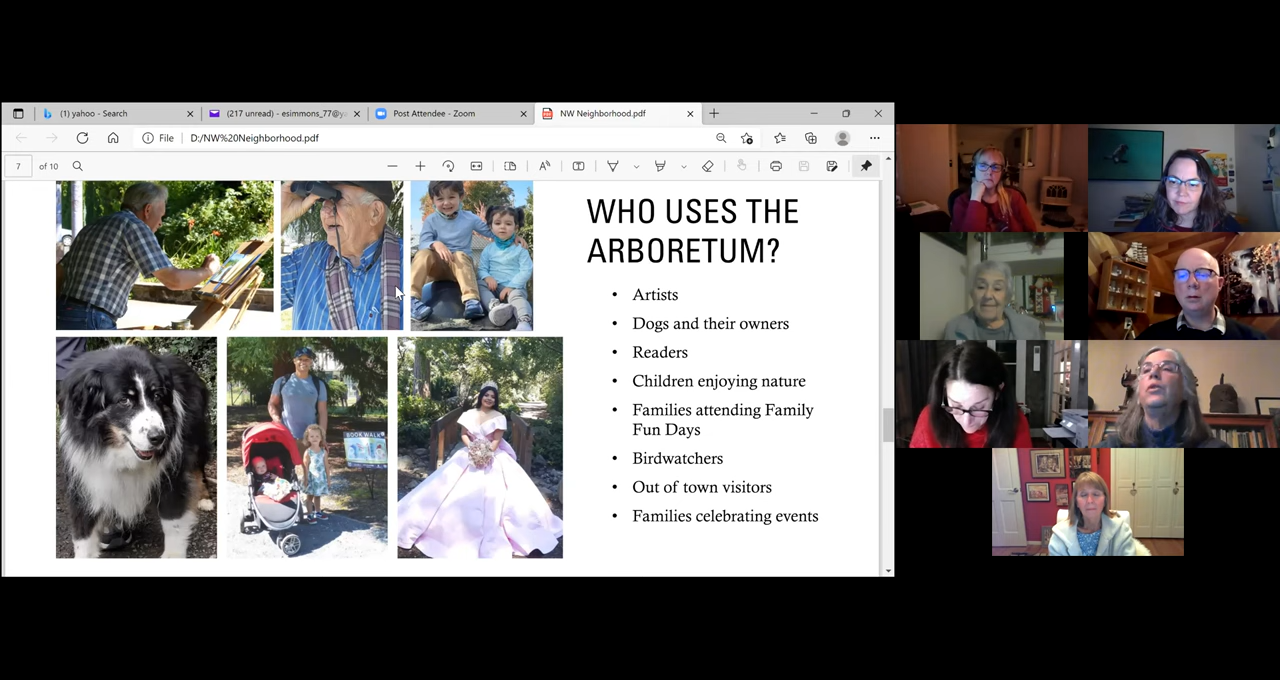 (1) yahoo - Search
(217 unread) - esimmons_77@y
Post Attendee - Zoom
NW Neighborhood.pdf
File
D:/NW%20Neighborhood.pdf
7
of 10
WHO USES THE
ARBORETUM?
• Artists
• Dogs and their owners
• Readers
• Children enjoying nature
• Families attending Family
Fun Days
• Birdwatchers
• Out of town visitors
• Families celebrating events
BOOK WALK